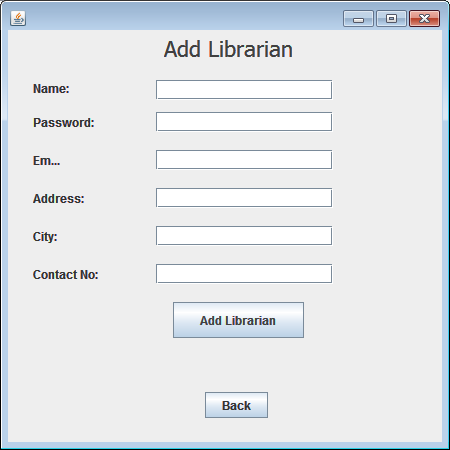 Add Librarian
Name:
Password:
Em...
Address:
City:
Contact No:
Add Librarian
Back